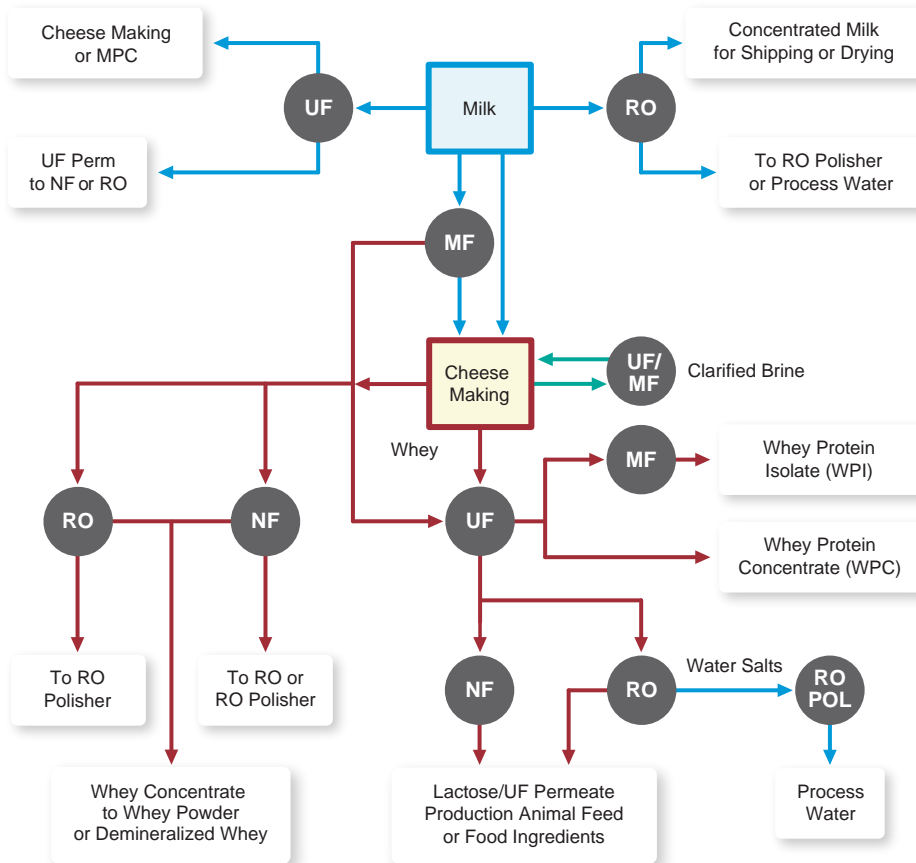 Cheese Making
or MPC
Concentrated Milk
for Shipping or Drying
UF
Milk
RO
UF Perm
to NF or RO
To RO Polisher
or Process Water
MF
Cheese
Making
UF/
MF
Clarified Brine
Whey
MF
Whey Protein
Isolate (WPI)
RO
NF
UF
Whey Protein
Concentrate (WPC)
To RO
Polisher
To RO or
RO Polisher
NF
RO
Water Salts
RO
POL
Whey Concentrate
to Whey Powder
or Demineralized Whey
Lactose/UF Permeate
Production Animal Feed
or Food Ingredients
Process
Water